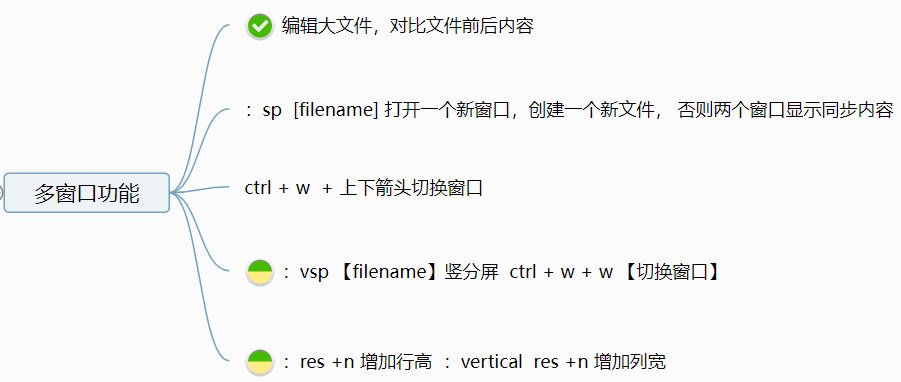 编辑大文件，对比文件前后内容
：sp [filename] 打开一个新窗口，创建一个新文件， 否则两个窗口显示同步内容
多窗口功能
ctrl + w + 上下箭头切换窗口
：vsp 【filename】竖分屏 ctrl + w + w 【切换窗口】
：res +n 增加行高 ：vertical res +n 增加列宽